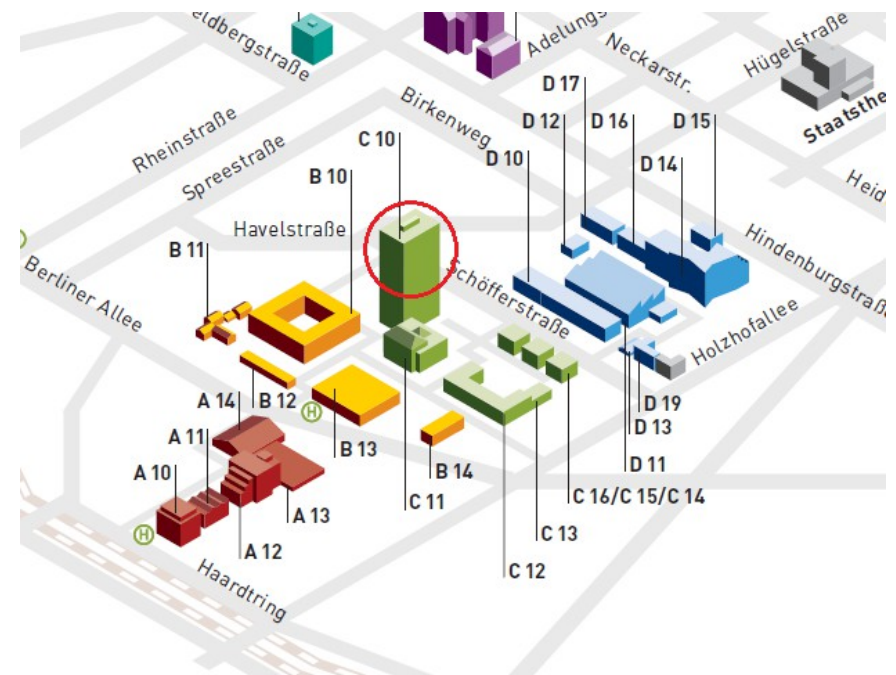 eldbergstraße
Adelungs
Neckarstr.
Hügelstraße
Staatsthe
Rheinstraße
Birkenweg
D 17
C 10
D 12
D 16
D 15
Spreestraße
B 10
D 10
D 14
Heid
Havelstraße
B 11
Hindenburgstraße
Berliner Allee
Schöfferstraße
Holzhofallee
A 14
B 12
H
D 19
A 11
B 13
D 13
A 10
B 14
D 11
C 11
C 16/C 15/C 14
A 13
H
A 12
C 13
C 12
Haardtring